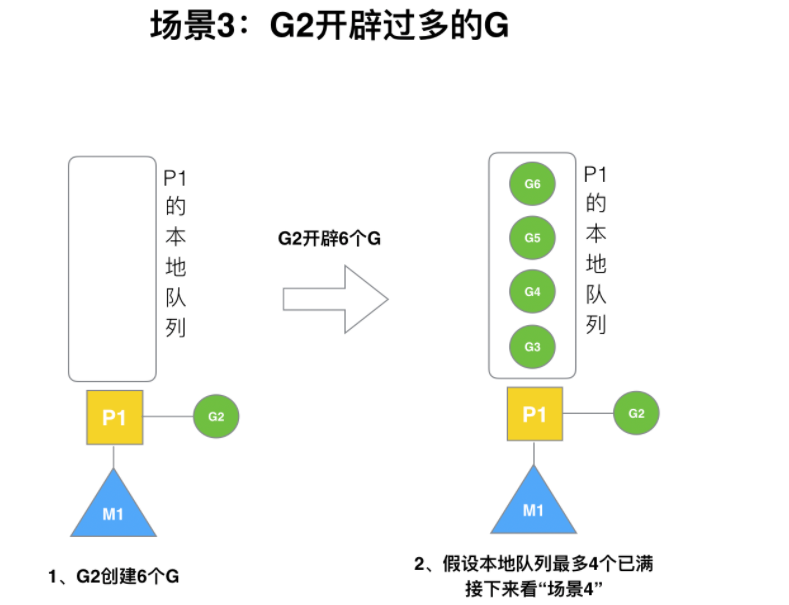 场景3：G2开辟过多的G
P1的本地队列
G2开辟6个G
P1
G2
M1
1、G2创建6个G
G6
G5
G4
G3
P1的本地队列
P1
G2
M1
2、假设本地队列最多4个已满
接下来看“场景4”